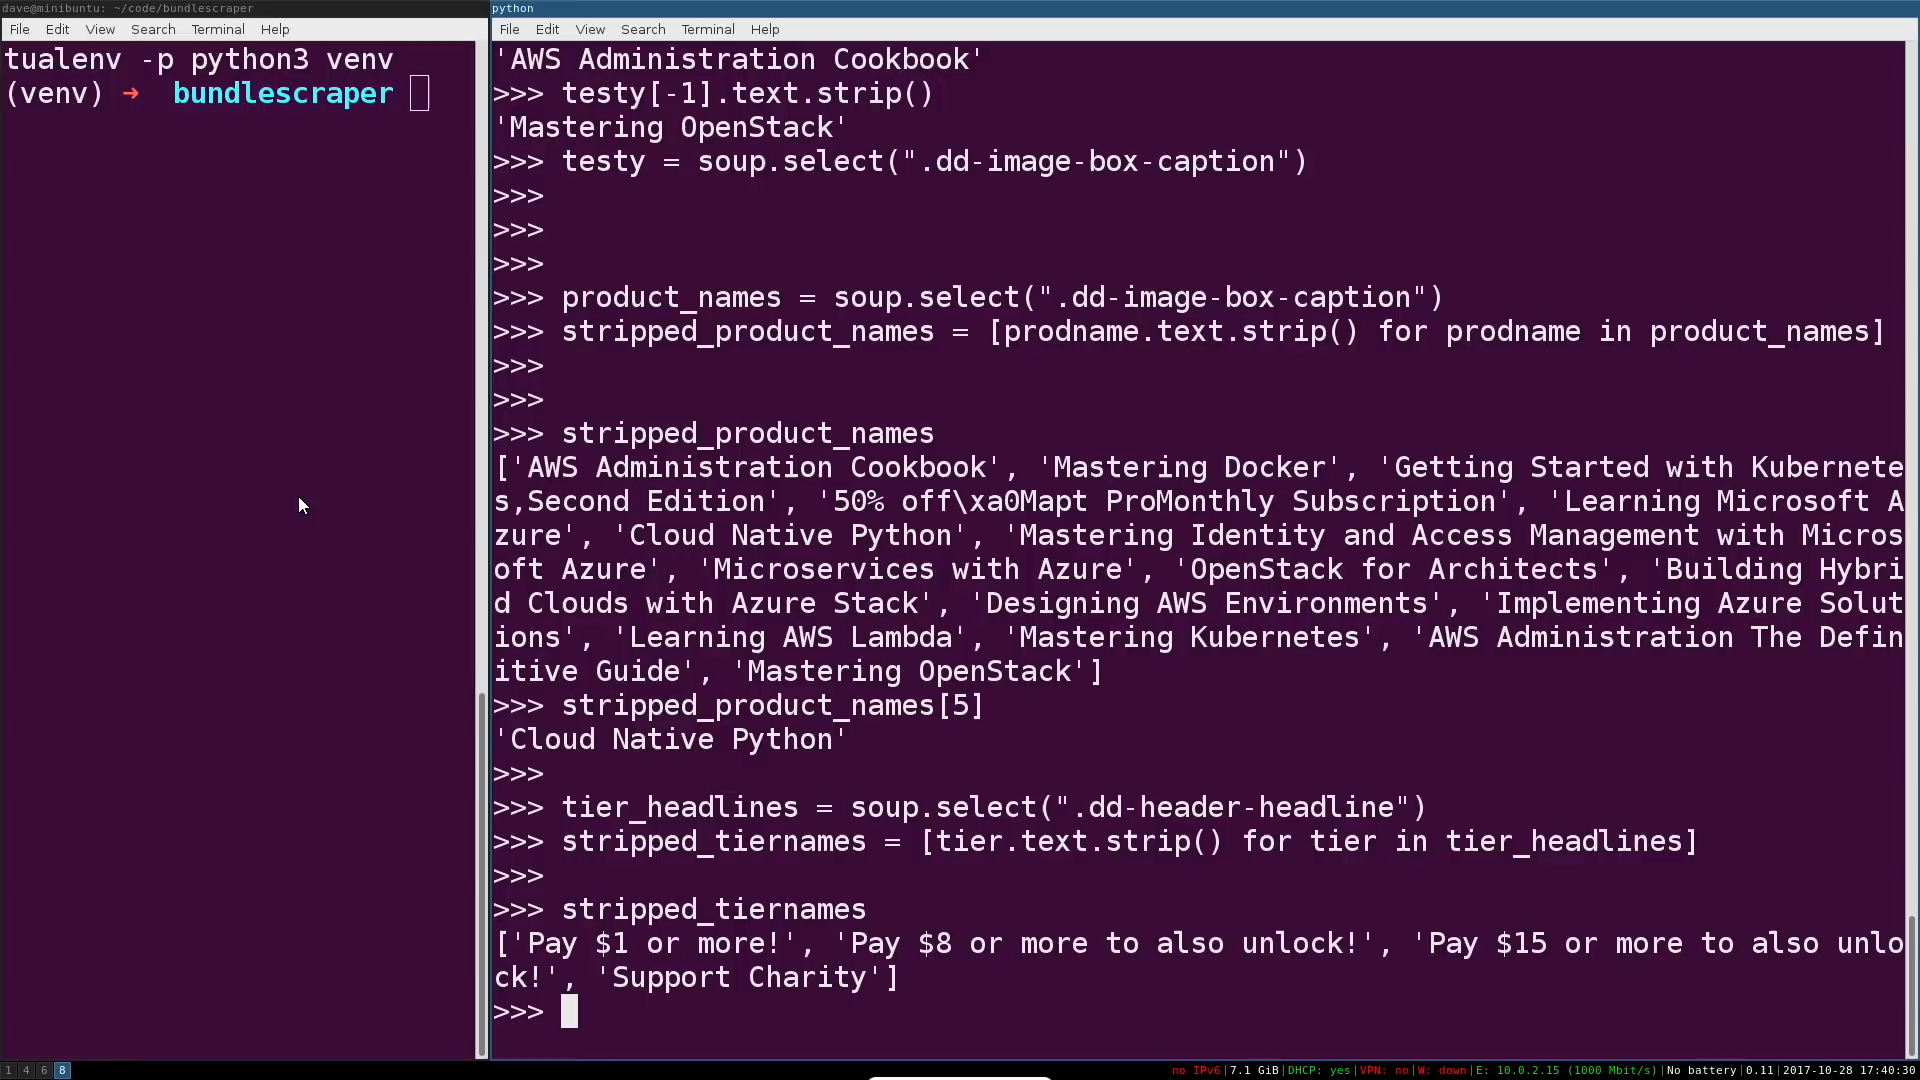 dave@minibuntu: ~/code/bundlescraper
File Edit View Search Terminal Help
tualenv -p python3 venv
(venv) ➜ bundlescraper
python
File Edit View Search Terminal Help
'AWS Administration Cookbook'
>>> testy[-1].text.strip()
'Mastering OpenStack'
>>> testy = soup.select(".dd-image-box-caption")
>>>
>>>
>>>
>>> product_names = soup.select(".dd-image-box-caption")
>>> stripped_product_names = [prodname.text.strip() for prodname in product_names]
>>>
>>>
>>> stripped_product_names
['AWS Administration Cookbook', 'Mastering Docker', 'Getting Started with Kubernete
s,Second Edition', '50% off\xa0Mapt ProMonthly Subscription', 'Learning Microsoft A
zure', 'Cloud Native Python', 'Mastering Identity and Access Management with Micros
oft Azure', 'Microservices with Azure', 'OpenStack for Architects', 'Building Hybri
d Clouds with Azure Stack', 'Designing AWS Environments', 'Implementing Azure Solut
ions', 'Learning AWS Lambda', 'Mastering Kubernetes', 'AWS Administration The Defin
itive Guide', 'Mastering OpenStack']
>>> stripped_product_names[5]
'Cloud Native Python'
>>>
>>> tier_headlines = soup.select(".dd-header-headline")
>>> stripped_tiernames = [tier.text.strip() for tier in tier_headlines]
>>>
>>> stripped_tiernames
['Pay $1 or more!', 'Pay $8 or more to also unlock!', 'Pay $15 or more to also unlo
ck!', 'Support Charity']
>>>
1 4 6 8
no IPv6|7.1 GiB|DHCP: yes|VPN: no|W: down|E: 10.0.2.15 (1000 Mbit/s)|No battery|0.11|2017-10-28 17:40:30